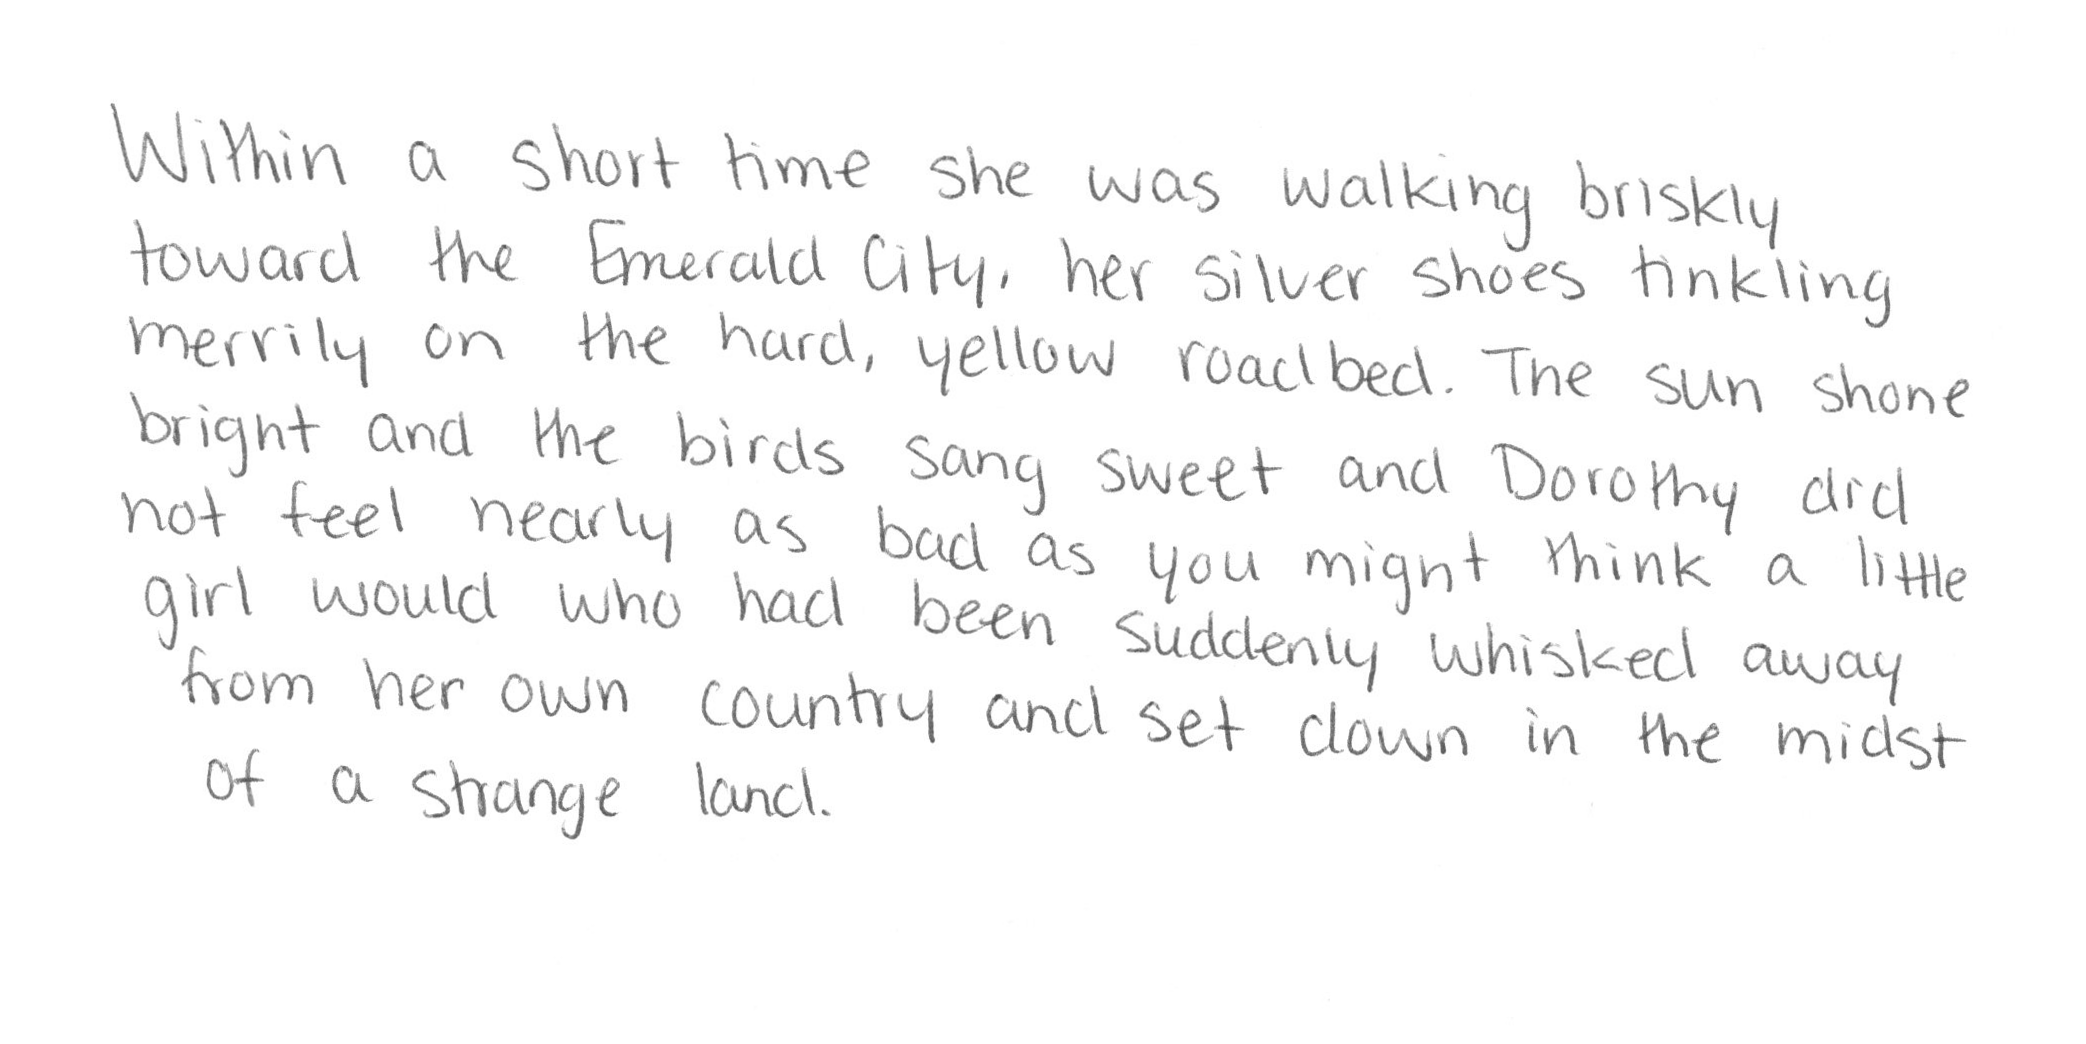 Within a short time she was walking briskly
toward the Emerald City, her silver shoes tinkling
merrily on the hard, yellow roadbed. The sun shone
bright and the birds sang sweet and Dorothy did
not feel nearly as bad as you might think a little
girl would who had been suddenly whisked away
from her own country and set down in the midst
of a strange land.